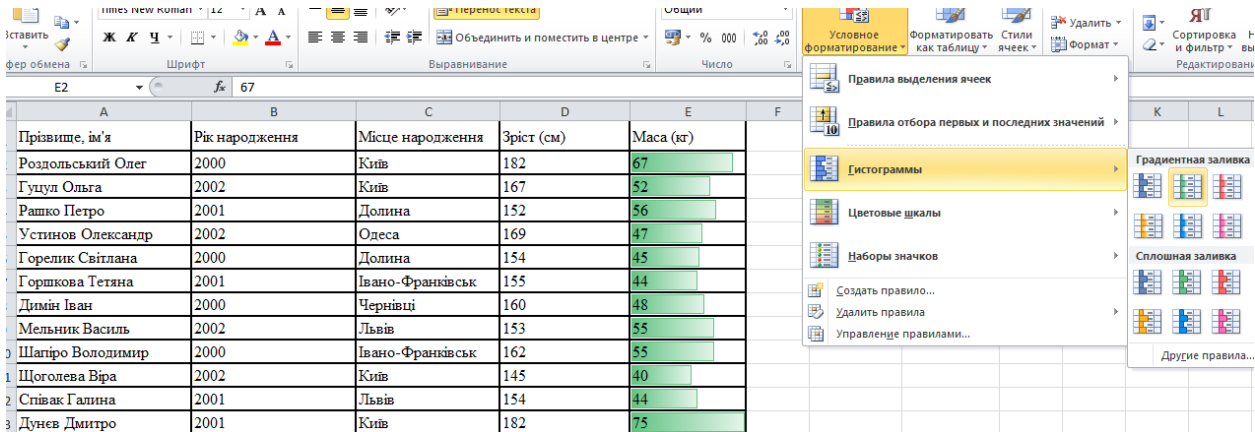 Times New Roman 12 А А Перенос текста Общий
Вставить Ж К Ч Объединить и поместить в центре % 000 Условное форматирование Форматировать как таблицу Стили ячеек Удалить Формат Сортировка и фильтр
фер обмена Шрифт Выравнивание Число Редактировани
E2 fx 67
A B C D E F K L
Прізвище, ім'я Рік народження Місце народження Зріст (см) Маса (кг)
Роздольський Олег 2000 Київ 182 67
Гуцул Ольга 2002 Київ 167 52
Рашко Петро 2001 Долина 152 56
Устинов Олександр 2002 Одеса 169 47
Горелик Світлана 2000 Долина 154 45
Горшкова Тетяна 2001 Івано-Франківськ 155 44
Димін Іван 2000 Чернівці 160 48
Мельник Василь 2002 Львів 153 55
Шапіро Володимир 2000 Івано-Франківськ 162 55
Щоголева Віра 2002 Київ 145 40
Співак Галина 2001 Львів 154 44
Дунєв Дмитро 2001 Київ 182 75
Правила выделения ячеек
Правила отбора первых и последних значений
Гистограммы
Цветовые шкалы
Наборы значков
Создать правило...
Удалить правила
Управление правилами...
Градиентная заливка
Сплошная заливка
Другие правила...